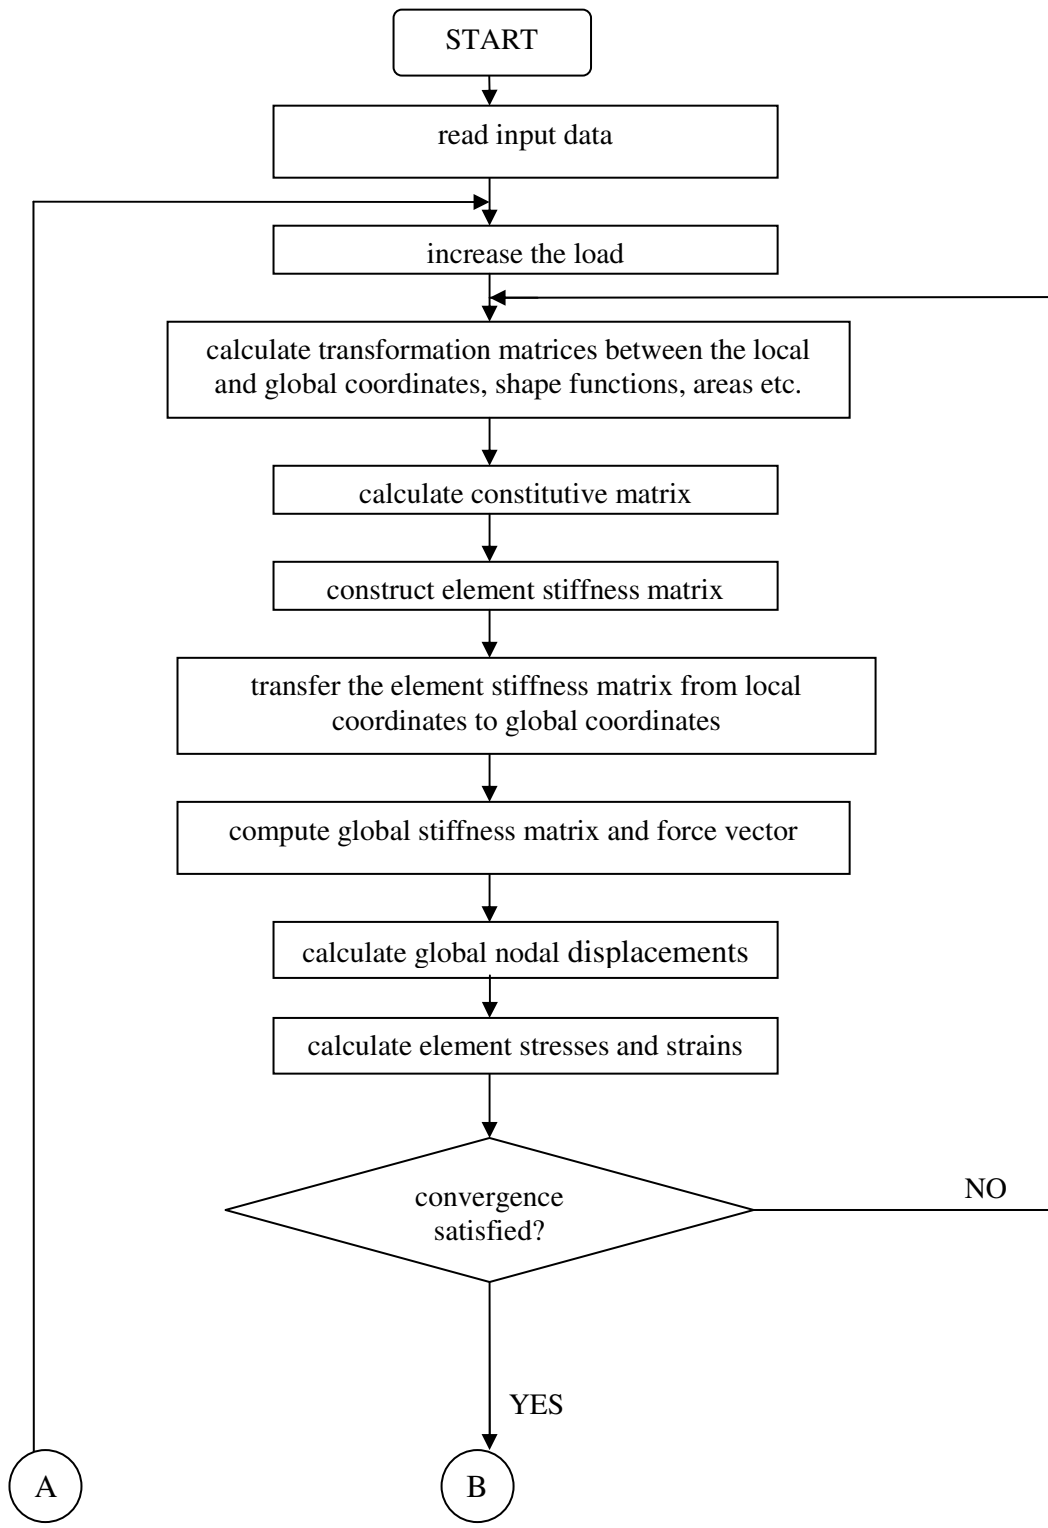 START
read input data
increase the load
calculate transformation matrices between the local
and global coordinates, shape functions, areas etc.
calculate constitutive matrix
construct element stiffness matrix
transfer the element stiffness matrix from local
coordinates to global coordinates
compute global stiffness matrix and force vector
calculate global nodal displacements
calculate element stresses and strains
convergence
satisfied?
NO
YES
A
B